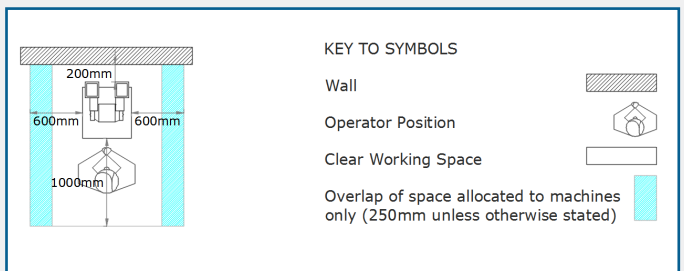 KEY TO SYMBOLS
200mm
Wall
600mm
600mm
Operator Position
Clear Working Space
1000mm
Overlap of space allocated to machines
only (250mm unless otherwise stated)